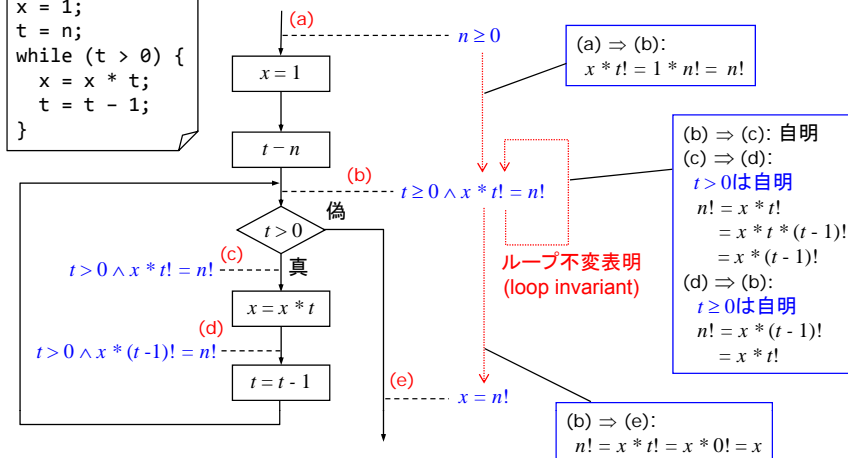 x = 1;
t = n;
while (t > 0) {
x = x * t;
t = t - 1;
}
(a)
n ≥ 0
x = 1
t = n
(b)
t ≥ 0 ∧ x * t! = n!
t > 0
偽
(c)
t > 0 ∧ x * t! = n!
真
ループ不変表明
(loop invariant)
x = x * t
(d)
t > 0 ∧ x * (t -1)! = n!
t = t - 1
(e)
x = n!
(a) ⇒ (b):
x * t! = 1 * n! = n!
(b) ⇒ (c): 自明
(c) ⇒ (d):
t > 0は自明
n! = x * t!
= x * t * (t - 1)!
= x * (t - 1)!
(d) ⇒ (b):
t ≥ 0は自明
n! = x * (t - 1)!
= x * t!
(b) ⇒ (e):
n! = x * t! = x * 0! = x